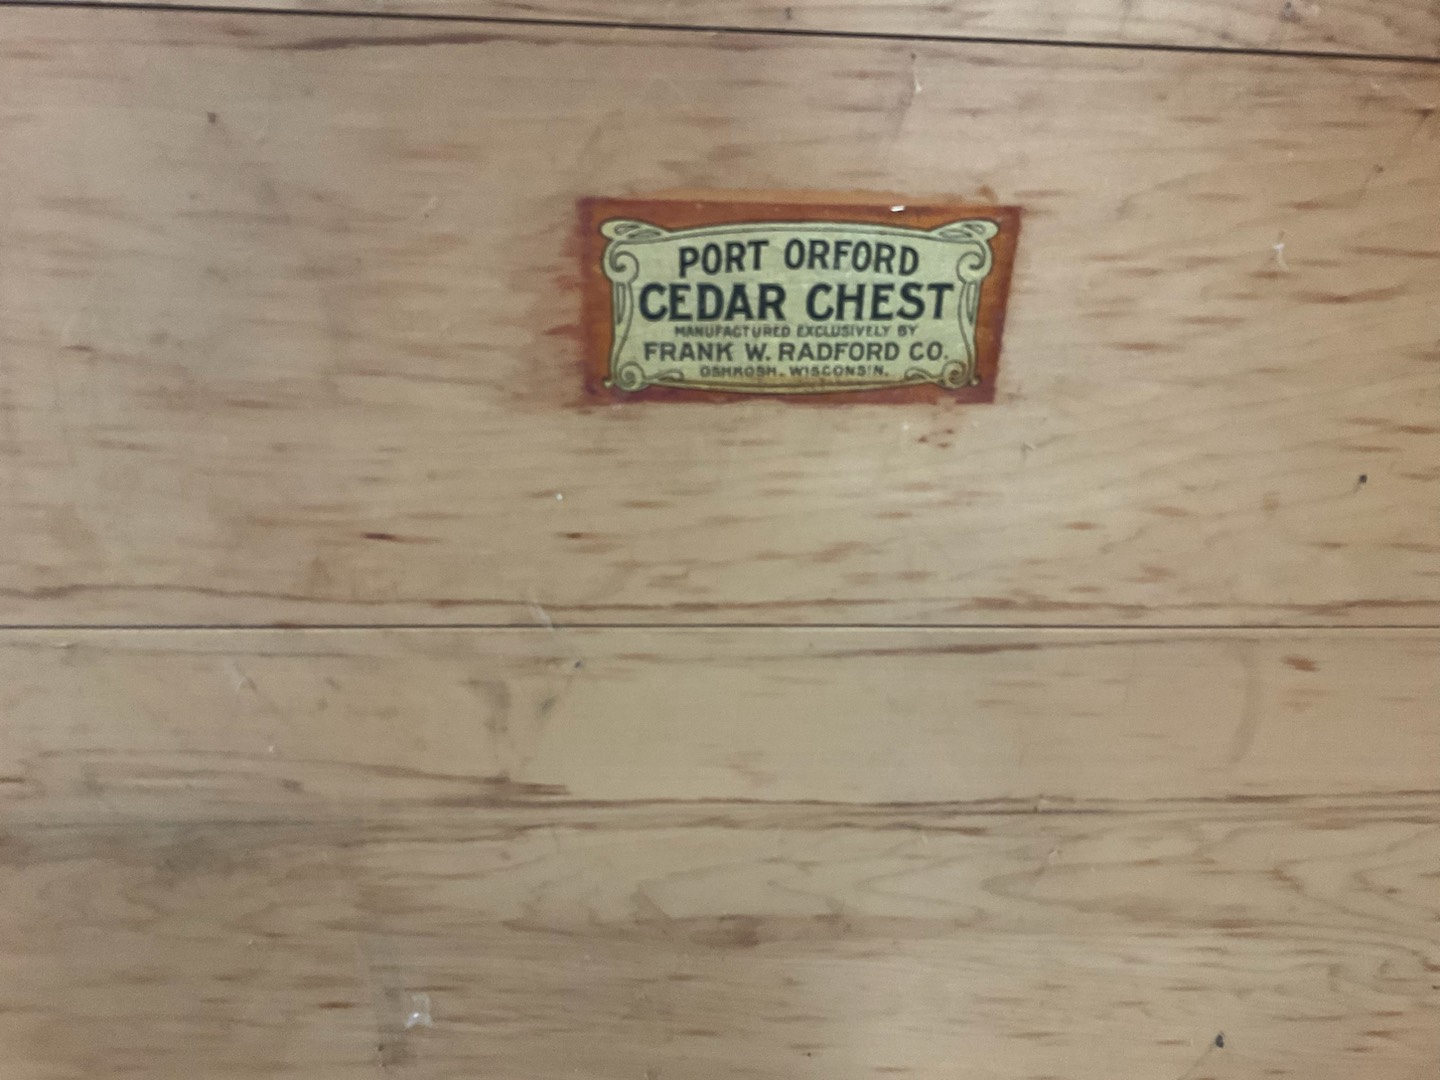 PORT ORFORD
CEDAR CHEST
MANUFACTURED EXCLUSIVELY BY
FRANK W. RADFORD CO.
OSHKOSH, WISCONSIN.